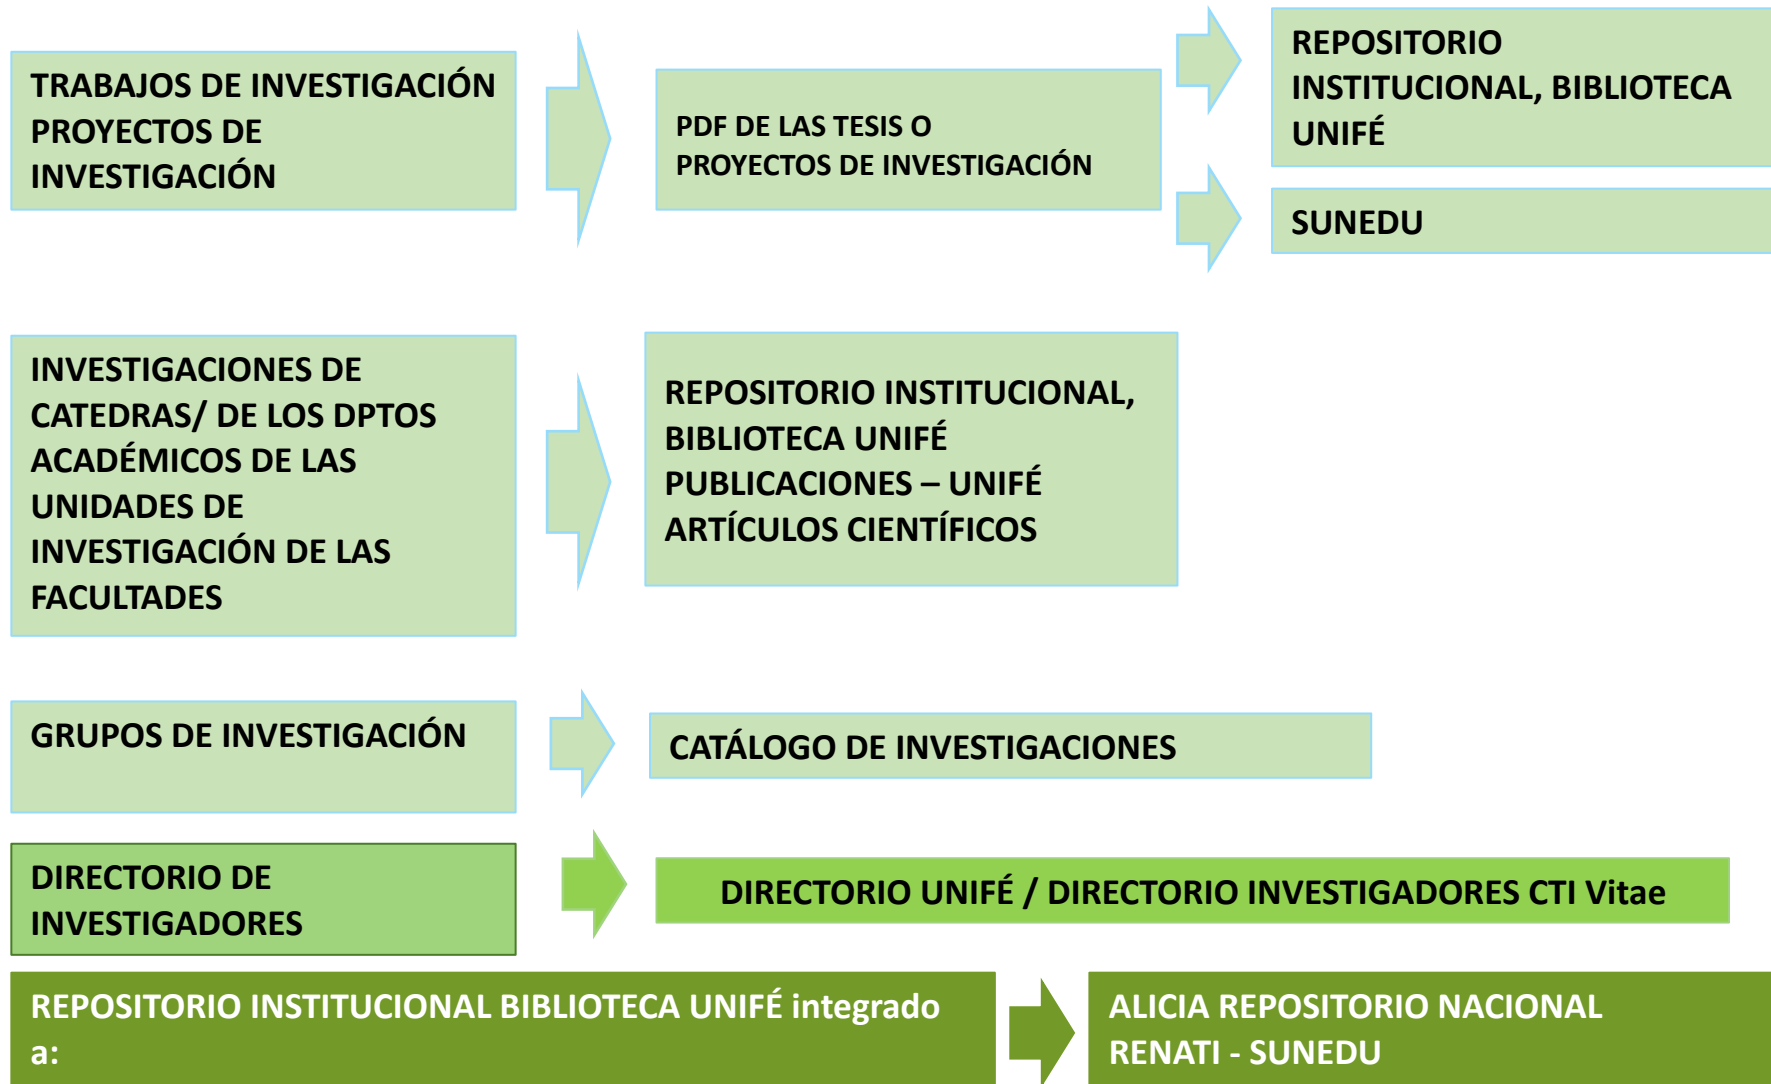 TRABAJOS DE INVESTIGACIÓN
PROYECTOS DE
INVESTIGACIÓN
PDF DE LAS TESIS O
PROYECTOS DE INVESTIGACIÓN
REPOSITORIO
INSTITUCIONAL, BIBLIOTECA
UNIFÉ
SUNEDU
INVESTIGACIONES DE
CATEDRAS/ DE LOS DPTOS
ACADÉMICOS DE LAS
UNIDADES DE
INVESTIGACIÓN DE LAS
FACULTADES
REPOSITORIO INSTITUCIONAL,
BIBLIOTECA UNIFÉ
PUBLICACIONES – UNIFÉ
ARTÍCULOS CIENTÍFICOS
GRUPOS DE INVESTIGACIÓN
CATÁLOGO DE INVESTIGACIONES
DIRECTORIO DE
INVESTIGADORES
DIRECTORIO UNIFÉ / DIRECTORIO INVESTIGADORES CTI Vitae
REPOSITORIO INSTITUCIONAL BIBLIOTECA UNIFÉ integrado
a:
ALICIA REPOSITORIO NACIONAL
RENATI - SUNEDU